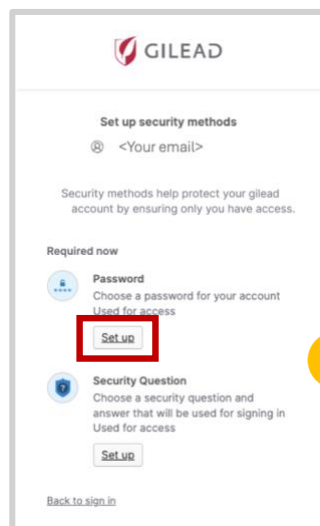 GILEAD
Set up security methods
<Your email>
Security methods help protect your gilead
account by ensuring only you have access.
Required now
Password
Choose a password for your account
Used for access
Set up
Security Question
Choose a security question and
answer that will be used for signing in
Used for access
Set up
Back to sign in